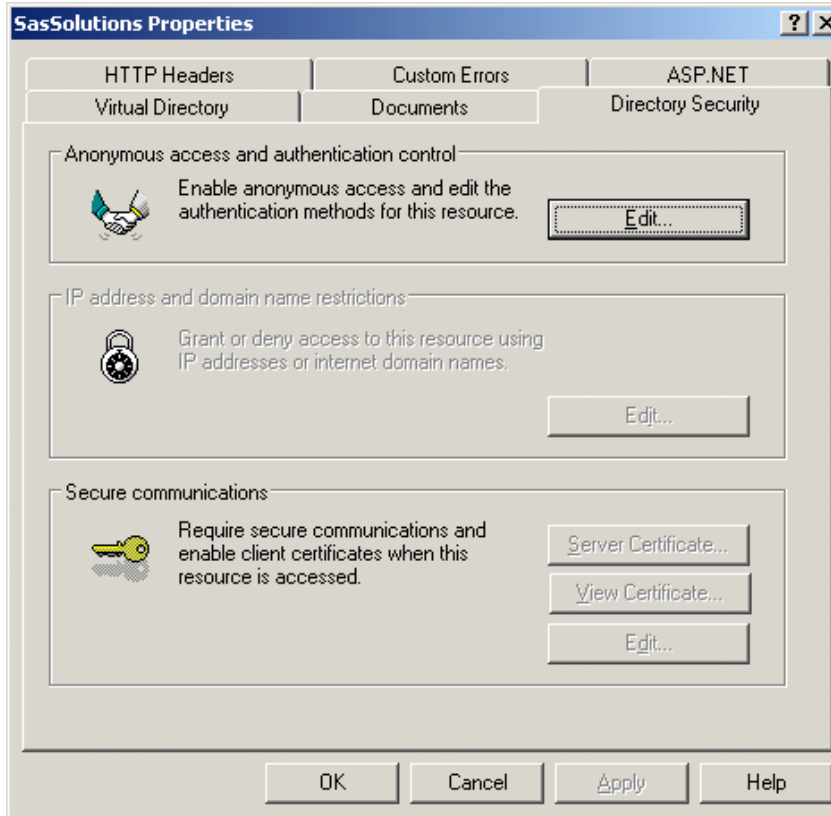 SasSolutions Properties
HTTP Headers
Custom Errors
ASP.NET
Virtual Directory
Documents
Directory Security
Anonymous access and authentication control
Enable anonymous access and edit the
authentication methods for this resource.
Edit...
IP address and domain name restrictions
Grant or deny access to this resource using
IP addresses or internet domain names.
Edit...
Secure communications
Require secure communications and
enable client certificates when this
resource is accessed.
Server Certificate...
View Certificate...
Edit...
OK
Cancel
Apply
Help